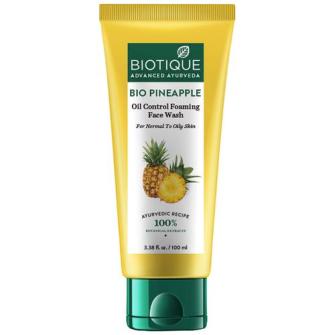 BIOTIQUE
ADVANCED AYURVEDA
BIO PINEAPPLE
Oil Control Foaming
Face Wash
For Normal To Oily Skin
AYURVEDIC RECIPE
100%
BOTANICAL EXTRACTS
3.38 fl. oz. / 100 ml